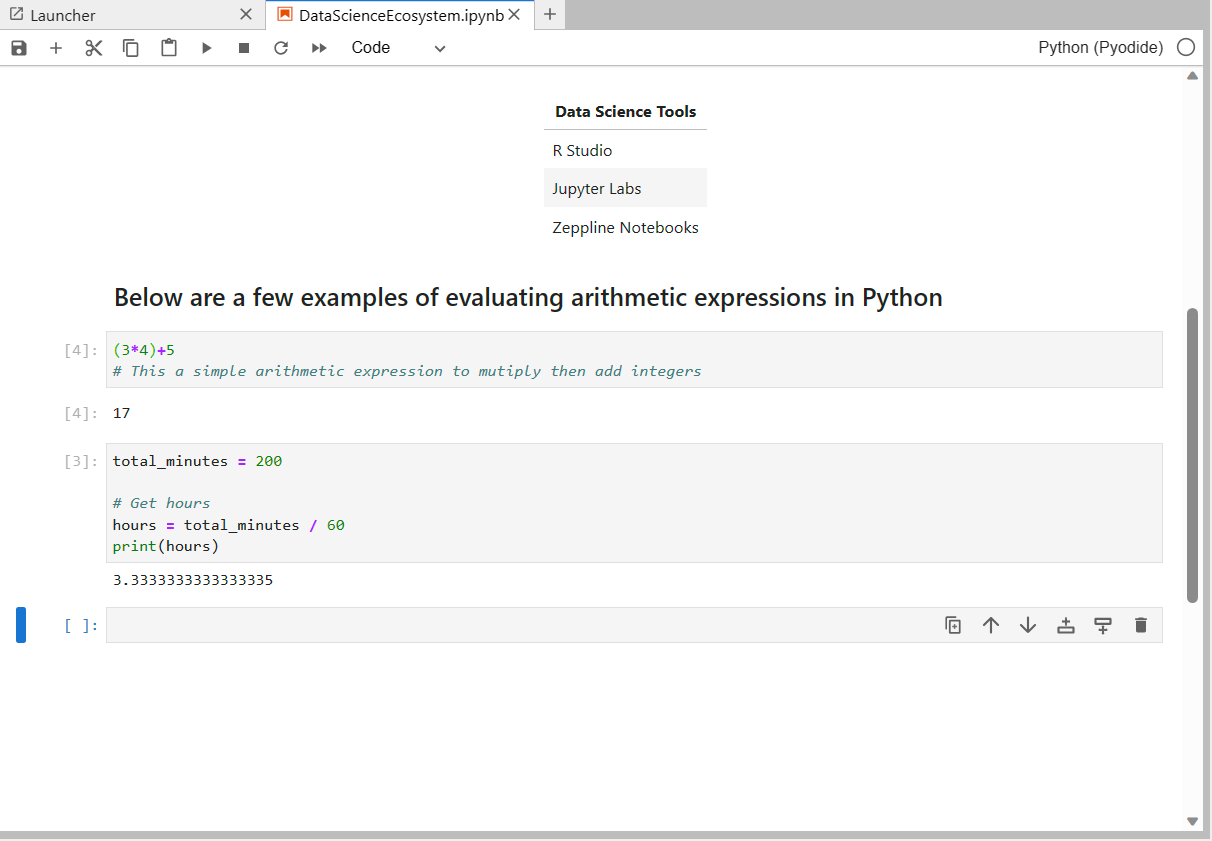 Launcher
DataScienceEcosystem.ipynb
Code
Python (Pyodide)
Data Science Tools
R Studio
Jupyter Labs
Zeppline Notebooks
Below are a few examples of evaluating arithmetic expressions in Python
[4]: (3*4)+5
# This a simple arithmetic expression to mutiply then add integers
[4]: 17
[3]: total_minutes = 200
# Get hours
hours = total_minutes / 60
print(hours)
3.3333333333333335
[ ]: